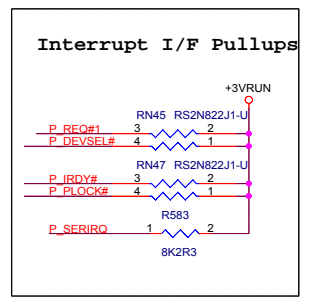 Interrupt I/F Pullups
+3VRUN
RN45 RS2N822J1-U
P_REQ#1 3 2
P_DEVSEL# 4 1
RN47 RS2N822J1-U
P_IRDY# 3 2
P_PLOCK# 4 1
R583
P_SERIRQ 1 2
8K2R3